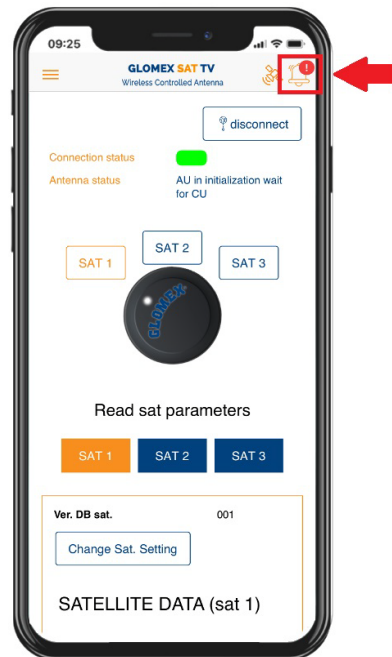 09:25
GLOMEX SAT TV
Wireless Controlled Antenna
!
disconnect
Connection status
Antenna status
AU in initialization wait
for CU
SAT 1
SAT 2
SAT 3
GLOMEX
Read sat parameters
SAT 1
SAT 2
SAT 3
Ver. DB sat.
001
Change Sat. Setting
SATELLITE DATA (sat 1)